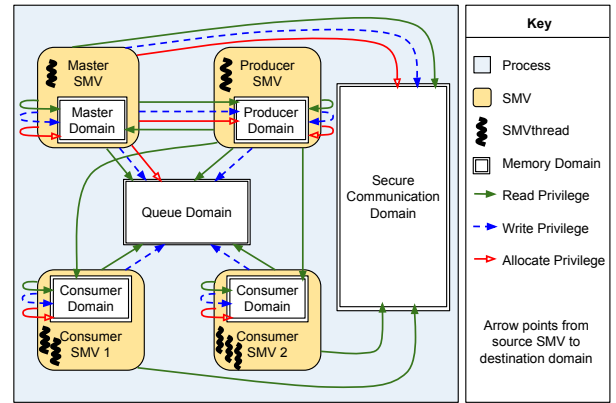 Master
SMV
Master
Domain
Producer
SMV
Producer
Domain
Secure
Communication
Domain
Queue Domain
Consumer
Domain
Consumer
SMV 1
Consumer
Domain
Consumer
SMV 2
Key
Process
SMV
SMVthread
Memory Domain
Read Privilege
Write Privilege
Allocate Privilege
Arrow points from
source SMV to
destination domain